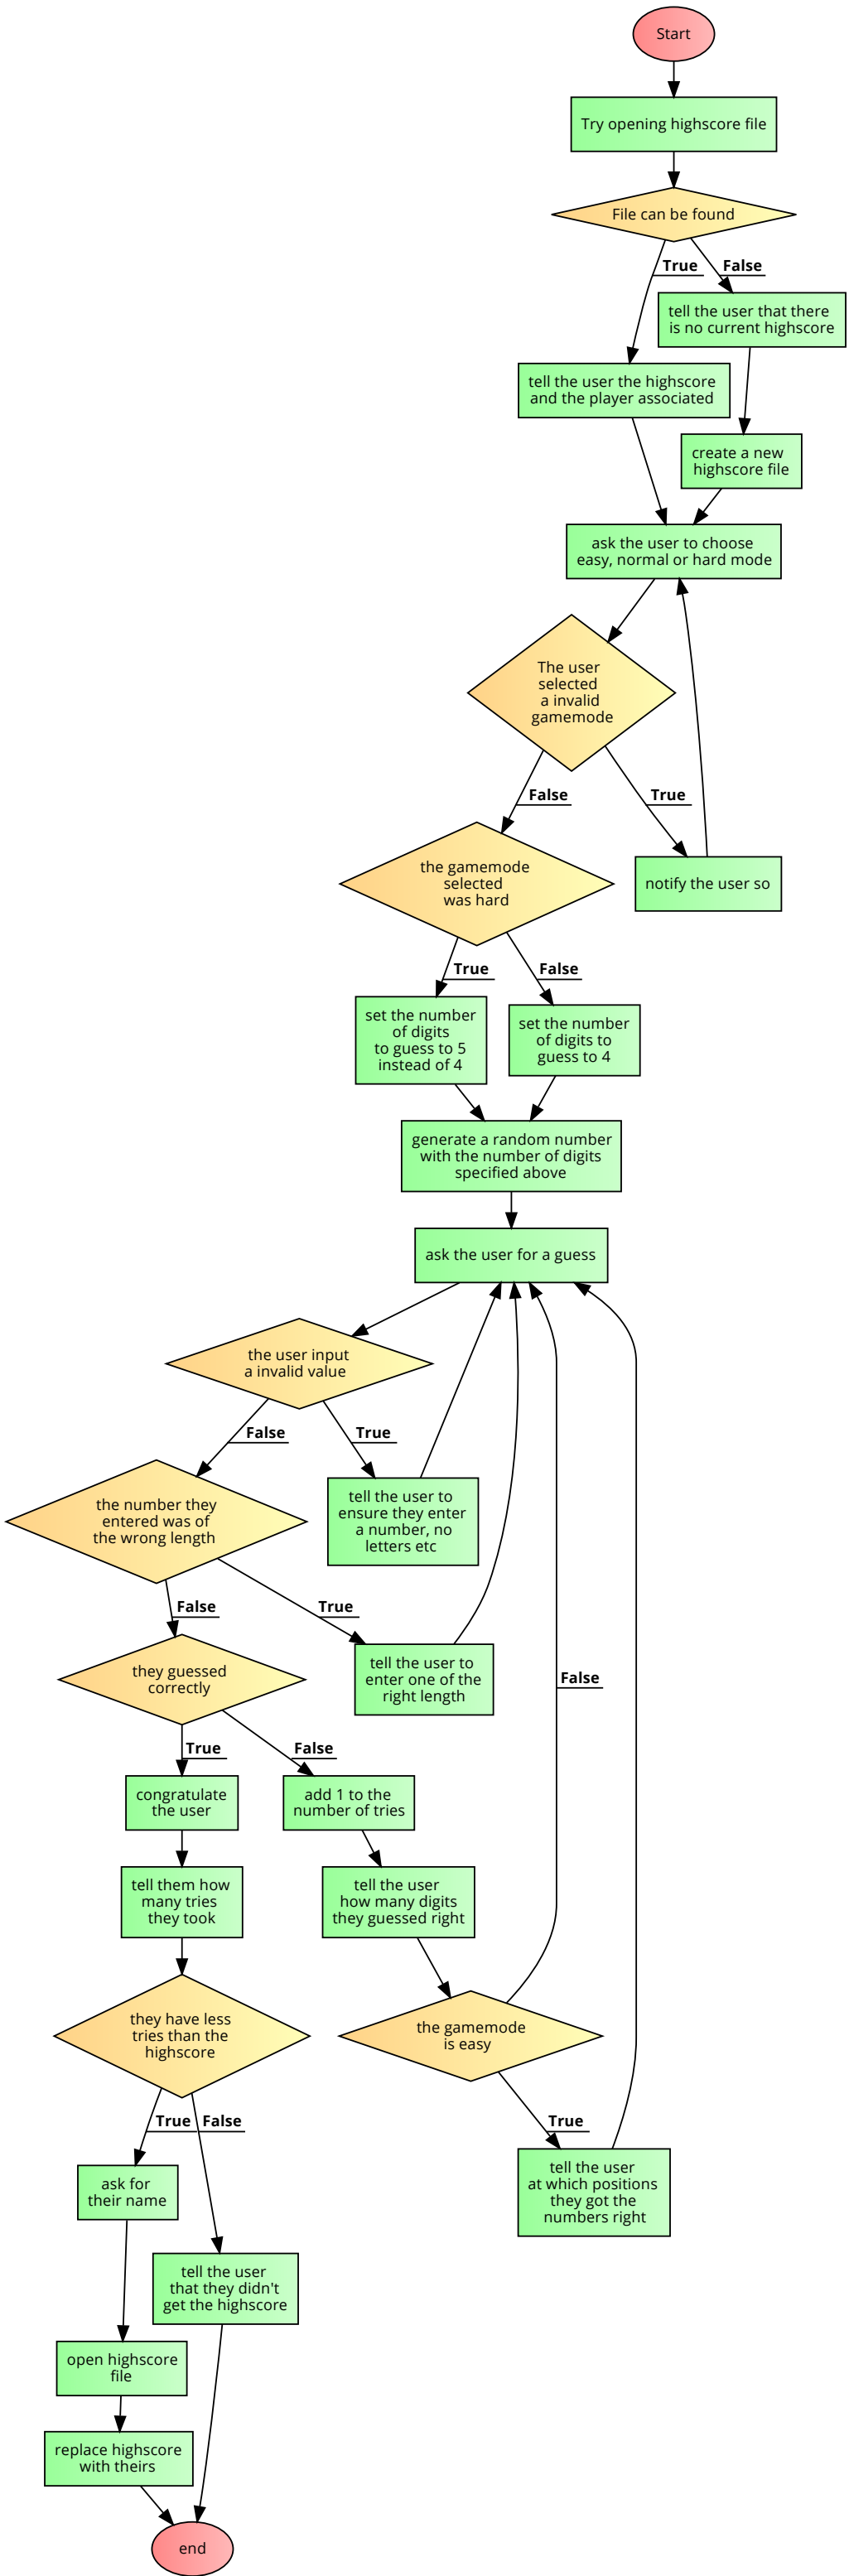 Start
Try opening highscore file
File can be found
True
False
tell the user that there
is no current highscore
tell the user the highscore
and the player associated
create a new
highscore file
ask the user to choose
easy, normal or hard mode
The user
selected
a invalid
gamemode
False
True
the gamemode
selected
was hard
notify the user so
True
False
set the number
of digits
to guess to 5
instead of 4
set the number
of digits to
guess to 4
generate a random number
with the number of digits
specified above
ask the user for a guess
the user input
a invalid value
False
True
the number they
entered was of
the wrong length
tell the user to
ensure they enter
a number, no
letters etc
False
True
they guessed
correctly
tell the user to
enter one of the
right length
False
True
False
congratulate
the user
add 1 to the
number of tries
tell them how
many tries
they took
tell the user
how many digits
they guessed right
they have less
tries than the
highscore
the gamemode
is easy
True
False
True
ask for
their name
tell the user
at which positions
they got the
numbers right
tell the user
that they didn't
get the highscore
open highscore
file
replace highscore
with theirs
end